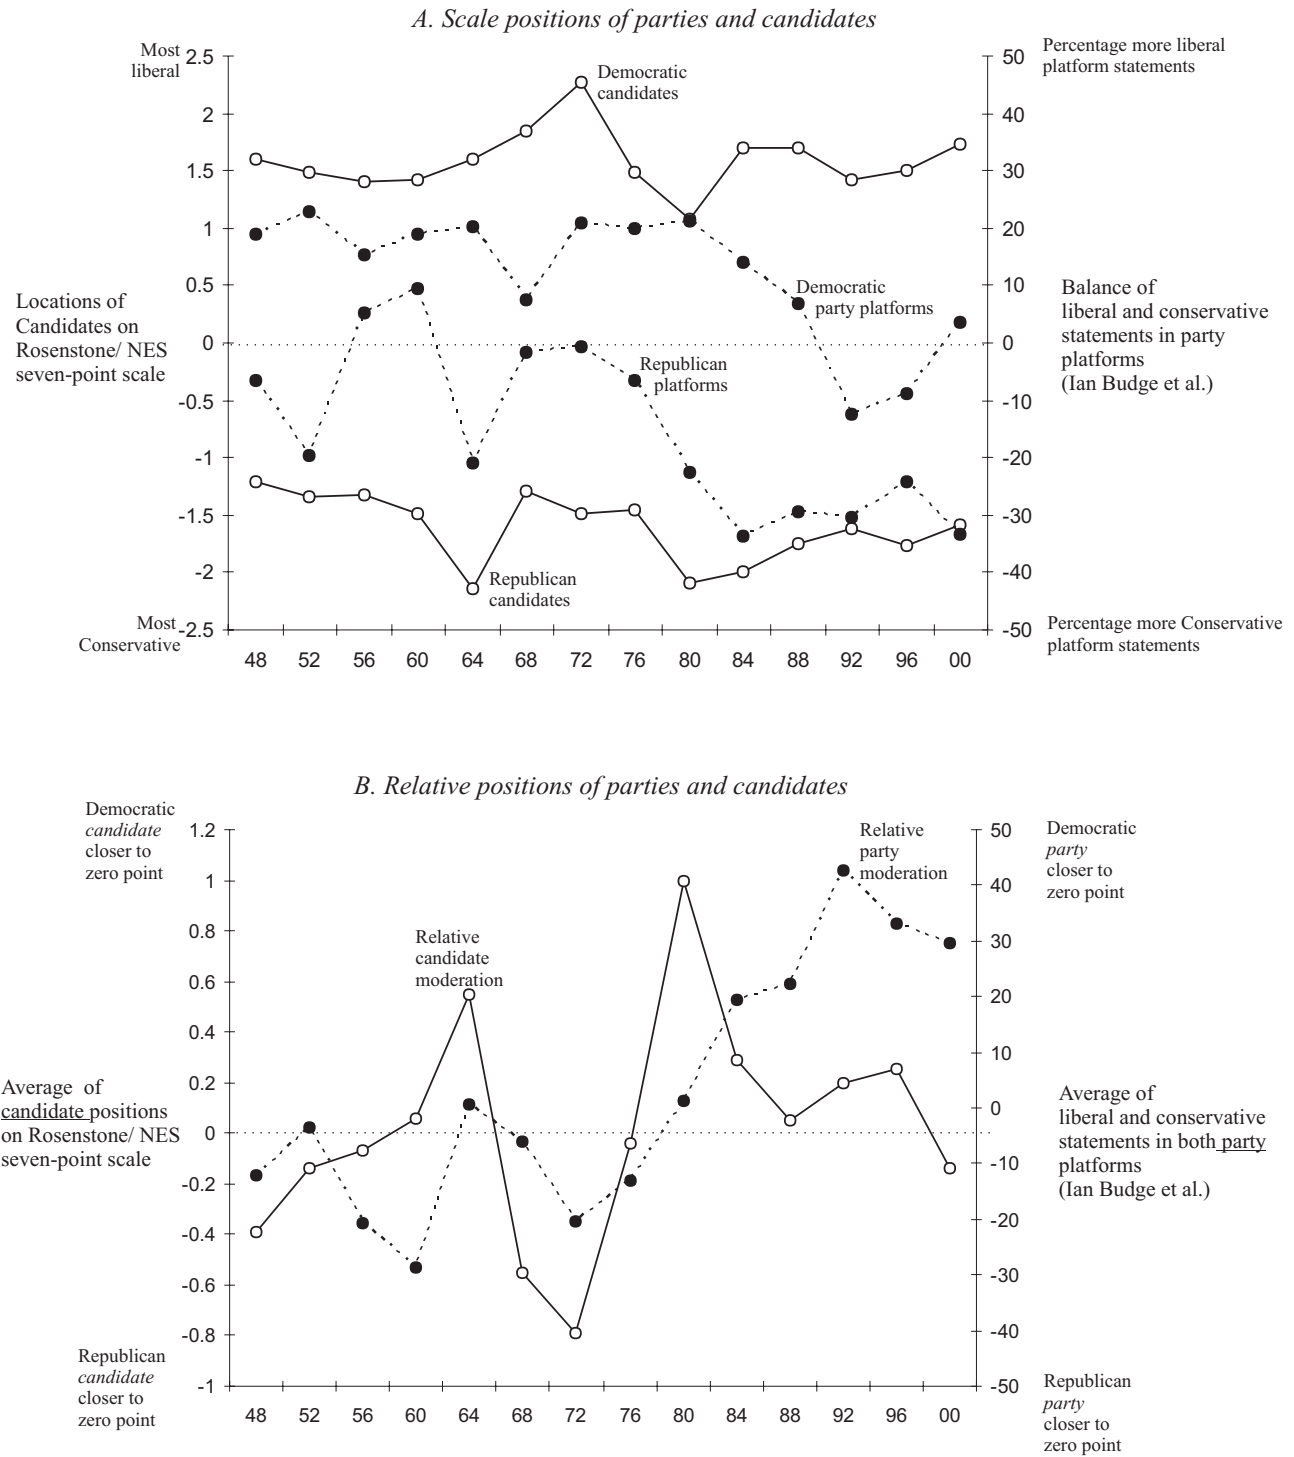 A. Scale positions of parties and candidates
Most
liberal
2.5
2
1.5
1
0.5
0
-0.5
-1
-1.5
-2
-2.5
Most
Conservative
Locations of
Candidates on
Rosenstone/ NES
seven-point scale
Democratic
candidates
Democratic
party platforms
Republican
platforms
Republican
candidates
50
40
30
20
10
0
-10
-20
-30
-40
-50
Percentage more liberal
platform statements
Balance of
liberal and conservative
statements in party
platforms
(Ian Budge et al.)
Percentage more Conservative
platform statements
48 52 56 60 64 68 72 76 80 84 88 92 96 00
B. Relative positions of parties and candidates
Democratic
candidate
closer to
zero point
1.2
1
0.8
0.6
0.4
0.2
0
-0.2
-0.4
-0.6
-0.8
-1
Average of
candidate positions
on Rosenstone/ NES
seven-point scale
Republican
candidate
closer to
zero point
Relative
candidate
moderation
Relative
party
moderation
50
40
30
20
10
0
-10
-20
-30
-40
-50
Democratic
party
closer to
zero point
Average of
liberal and conservative
statements in both party
platforms
(Ian Budge et al.)
Republican
party
closer to
zero point
48 52 56 60 64 68 72 76 80 84 88 92 96 00